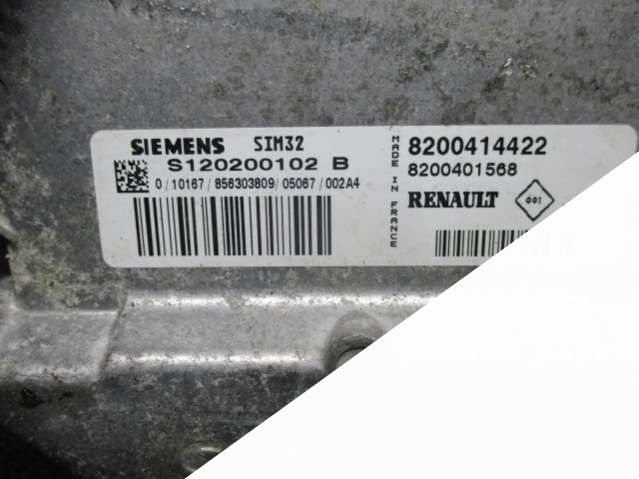 SIEMENS SIM32
S120200102 B
0/10167/856303809/05067/002A4
MADE IN FRANCE
8200414422
8200401568
RENAULT 001